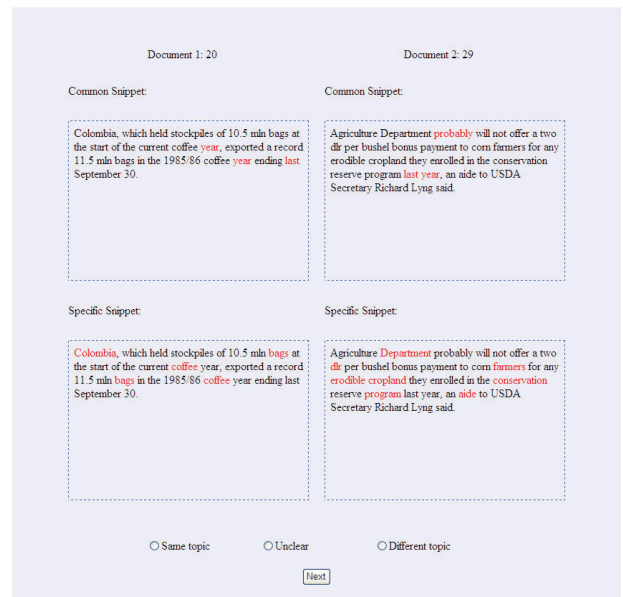 Document 1: 20
Document 2: 29
Common Snippet:
Common Snippet:
Colombia, which held stockpiles of 10.5 mln bags at
the start of the current coffee year, exported a record
11.5 mln bags in the 1985/86 coffee year ending last
September 30.
Agriculture Department probably will not offer a two
dlr per bushel bonus payment to corn farmers for any
erodible cropland they enrolled in the conservation
reserve program last year, an aide to USDA
Secretary Richard Lyng said.
Specific Snippet:
Specific Snippet:
Colombia, which held stockpiles of 10.5 mln bags at
the start of the current coffee year, exported a record
11.5 mln bags in the 1985/86 coffee year ending last
September 30.
Agriculture Department probably will not offer a two
dlr per bushel bonus payment to corn farmers for any
erodible cropland they enrolled in the conservation
reserve program last year, an aide to USDA
Secretary Richard Lyng said.
Same topic
Unclear
Different topic
Next